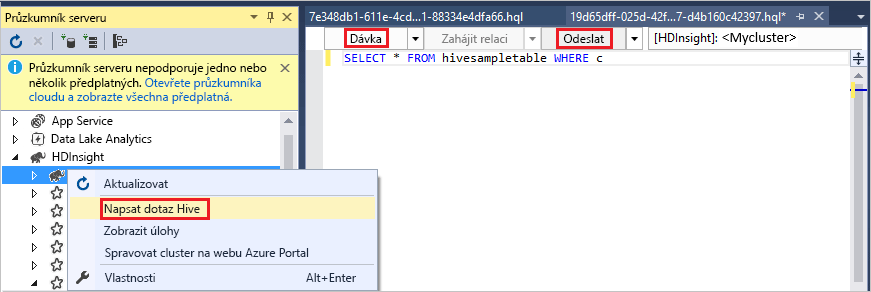 Průzkumník serveru
Průzkumník serveru nepodporuje jedno nebo
několik předplatných. Otevřete průzkumníka
cloudu a zobrazte všechna předplatná.
App Service
Data Lake Analytics
HDInsight
Aktualizovat
Napsat dotaz Hive
Zobrazit úlohy
Spravovat cluster na webu Azure Portal
Vlastnosti Alt+Enter
7e348db1-611e-4cd...1-88334e4dfa66.hql 19d65dff-025d-42f...7-d4b160c42397.hql*
Dávka Zahájit relaci Odeslat [HDInsight]: <Mycluster>
SELECT * FROM hivesampletable WHERE c